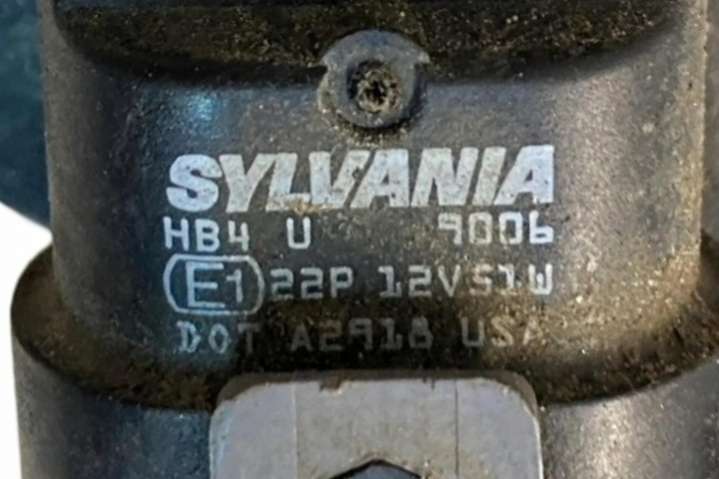 SYLVANIA
HB4 U 9006
E1 22P 12V51W
DOT A2918 USA